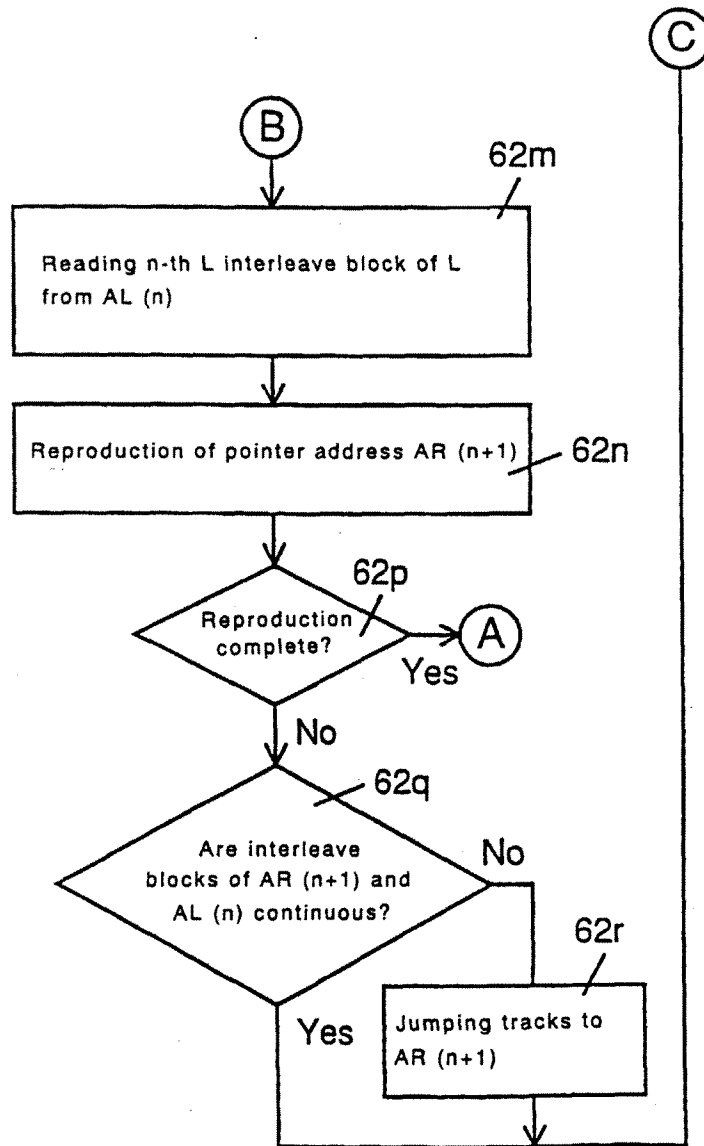 C
B
62m
Reading n-th L interleave block of L
from AL (n)
Reproduction of pointer address AR (n+1)
62n
62p
Reproduction
complete?
A
Yes
No
62q
Are interleave
blocks of AR (n+1) and
AL (n) continuous?
No
62r
Yes
Jumping tracks to
AR (n+1)